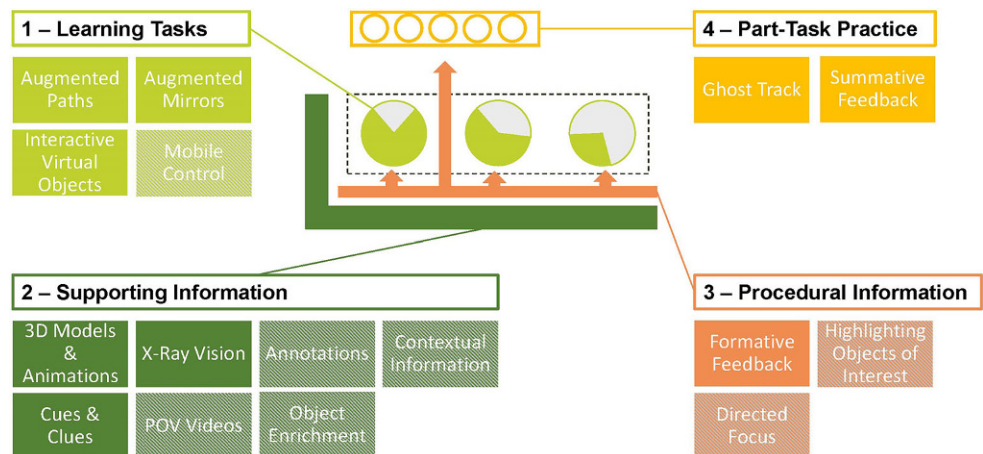 1 – Learning Tasks
Augmented
Paths
Augmented
Mirrors
Interactive
Virtual
Objects
Mobile
Control
4 – Part-Task Practice
Ghost Track
Summative
Feedback
2 – Supporting Information
3D Models
&
Animations
X-Ray Vision
Annotations
Contextual
Information
Cues &
Clues
POV Videos
Object
Enrichment
3 – Procedural Information
Formative
Feedback
Highlighting
Objects of
Interest
Directed
Focus